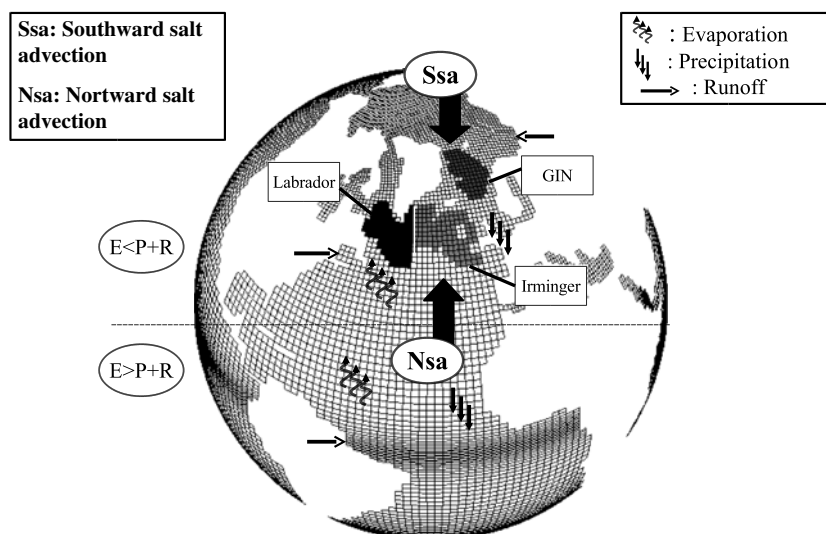 Ssa: Southward salt
advection
Nsa: Nortward salt
advection
: Evaporation
: Precipitation
: Runoff
Ssa
Labrador
GIN
E<P+R
Irminger
Nsa
E>P+R